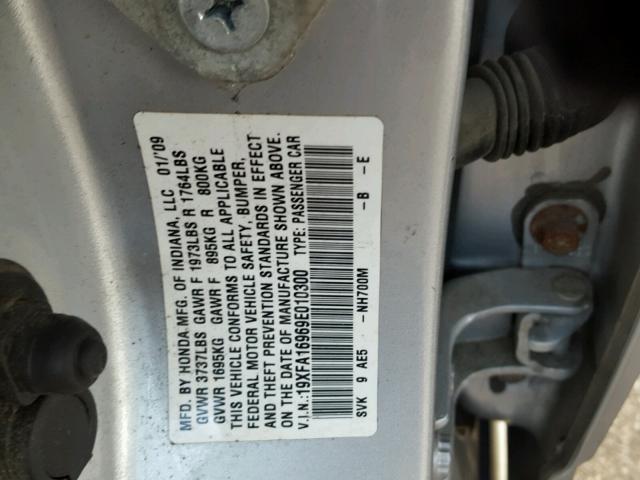 MFD. BY HONDA MFG. OF INDIANA, LLC 01/'09
GVWR 3737LBS GAWR F 1973LBS R 1764LBS
GVWR 1695KG GAWR F 895KG R 800KG
THIS VEHICLE CONFORMS TO ALL APPLICABLE
FEDERAL MOTOR VEHICLE SAFETY, BUMPER,
AND THEFT PREVENTION STANDARDS IN EFFECT
ON THE DATE OF MANUFACTURE SHOWN ABOVE.
V.I.N.:19XFA16969E010300 TYPE: PASSENGER CAR
SVK 9 AE5 -NH700M -B -E